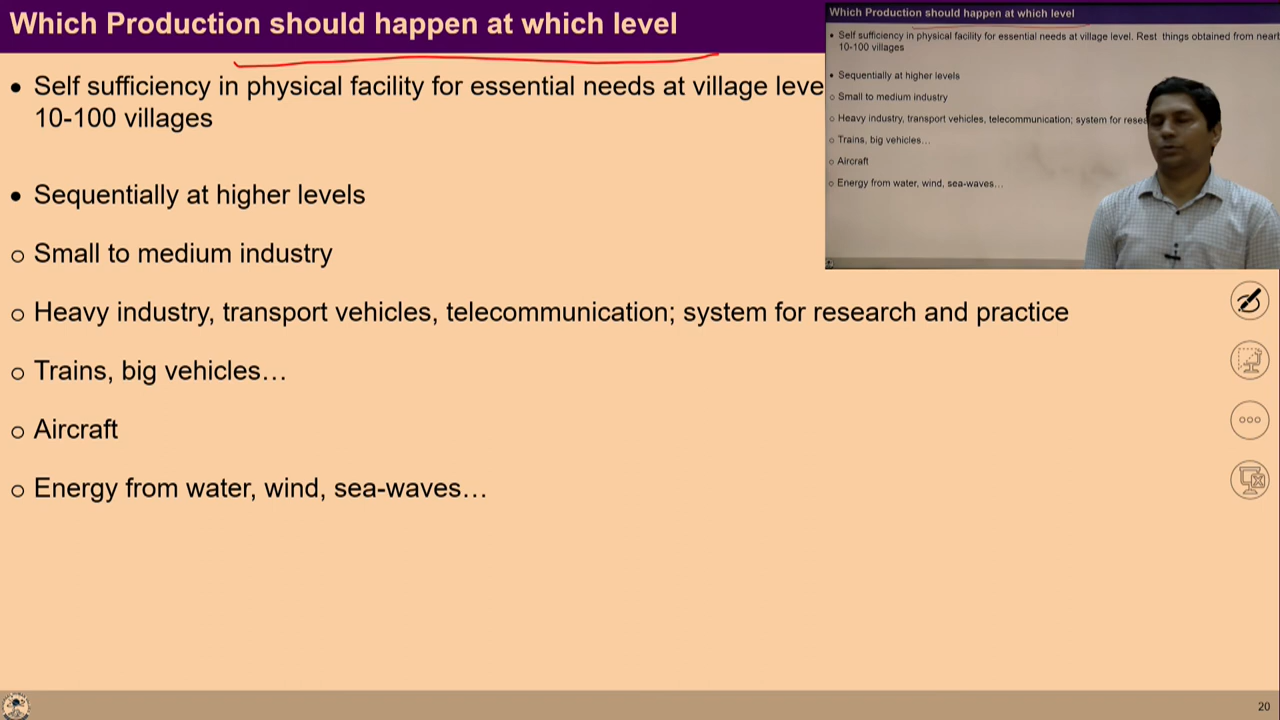 Which Production should happen at which level
Self sufficiency in physical facility for essential needs at village leve
10-100 villages
Sequentially at higher levels
Small to medium industry
Heavy industry, transport vehicles, telecommunication; system for research and practice
Trains, big vehicles…
Aircraft
Energy from water, wind, sea-waves…
Which Production should happen at which level
Self sufficiency in physical facility for essential needs at village level. Rest things obtained from near
10-100 villages
Sequentially at higher levels
Small to medium industry
Heavy industry, transport vehicles, telecommunication; system for resea
Trains, big vehicles…
Aircraft
Energy from water, wind, sea-waves…
20